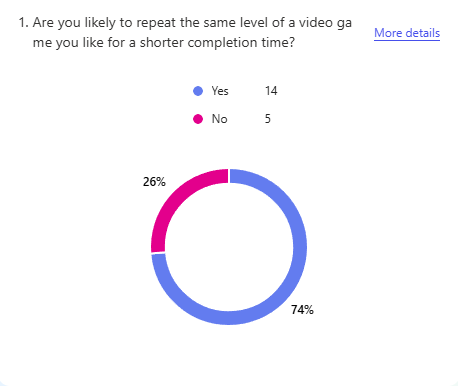 1. Are you likely to repeat the same level of a video ga
me you like for a shorter completion time?
More details
Yes 14
No 5
26%
74%